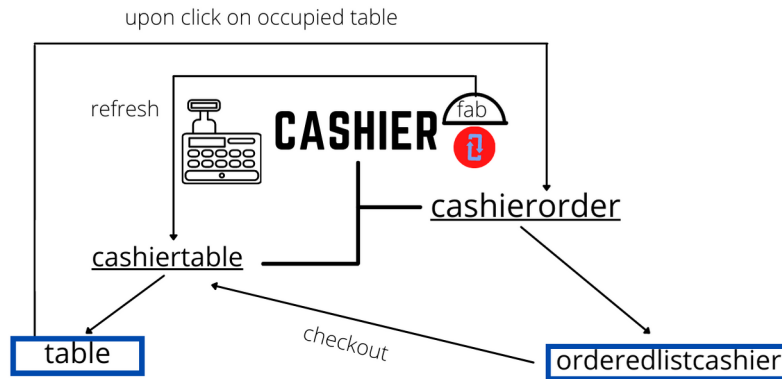 upon click on occupied table
refresh
fab
CASHIER
cashierorder
cashiertable
checkout
table
orderedlistcashier